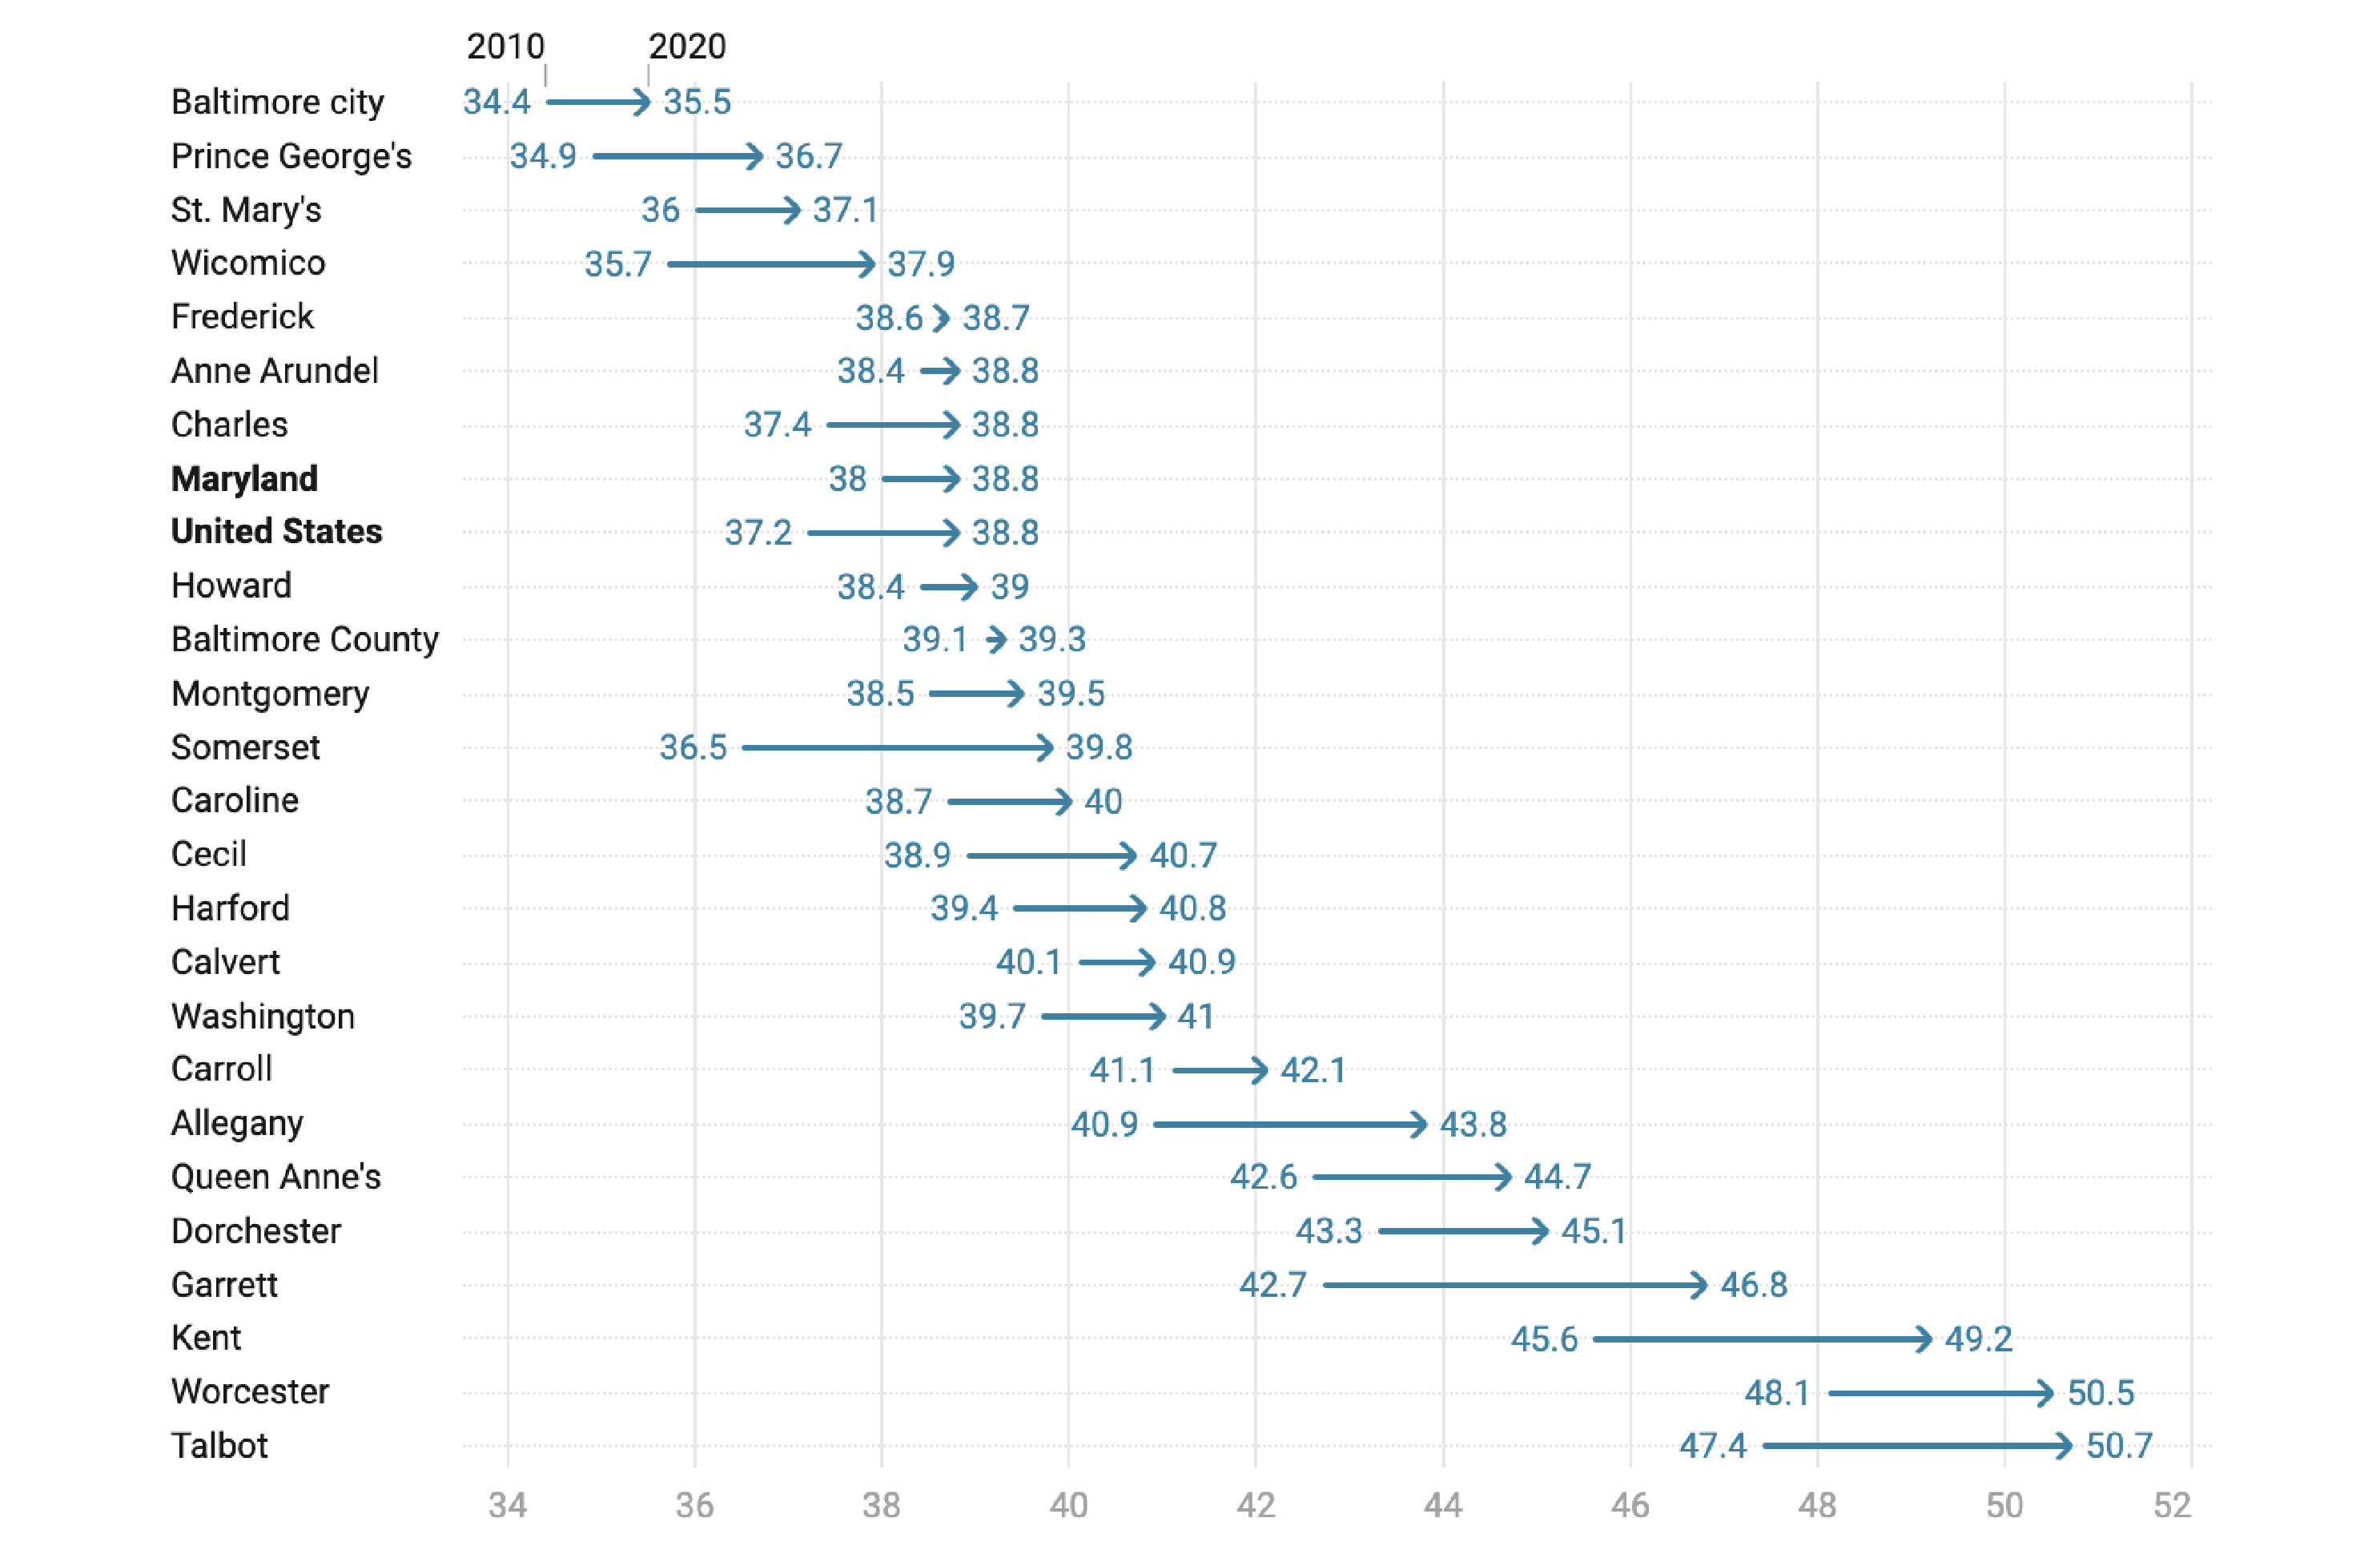 2010 2020
Baltimore city 34.4 35.5
Prince George's 34.9 36.7
St. Mary's 36 37.1
Wicomico 35.7 37.9
Frederick 38.6 38.7
Anne Arundel 38.4 38.8
Charles 37.4 38.8
Maryland 38 38.8
United States 37.2 38.8
Howard 38.4 39
Baltimore County 39.1 39.3
Montgomery 38.5 39.5
Somerset 36.5 39.8
Caroline 38.7 40
Cecil 38.9 40.7
Harford 39.4 40.8
Calvert 40.1 40.9
Washington 39.7 41
Carroll 41.1 42.1
Allegany 40.9 43.8
Queen Anne's 42.6 44.7
Dorchester 43.3 45.1
Garrett 42.7 46.8
Kent 45.6 49.2
Worcester 48.1 50.5
Talbot 47.4 50.7
34 36 38 40 42 44 46 48 50 52